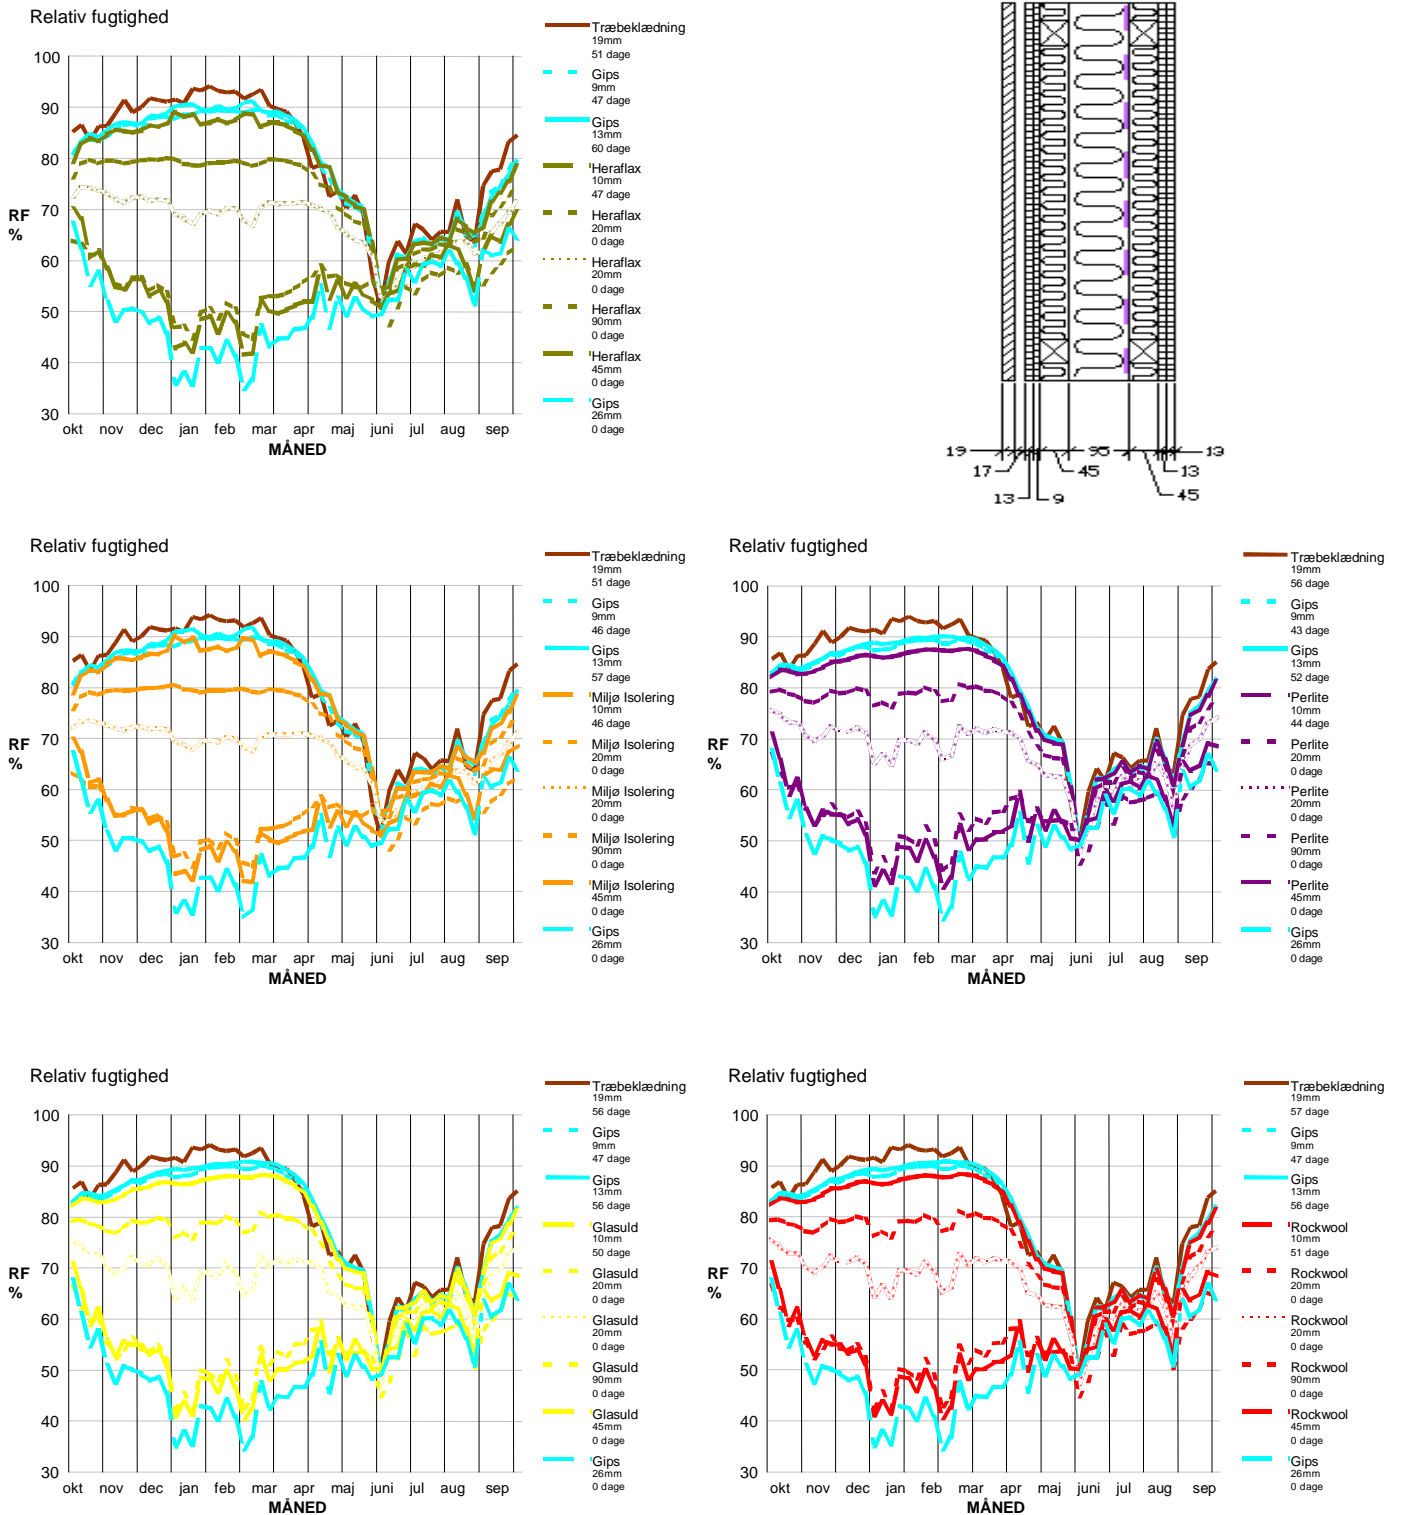 Relativ fugtighed
100
90
80
70
60
50
40
30
RF
%
okt nov dec jan feb mar apr maj juni jul aug sep
MÅNED
Træbeklædning
19mm
51 dage
Gips
9mm
47 dage
Gips
13mm
60 dage
Heraflax
10mm
47 dage
Heraflax
20mm
0 dage
Heraflax
20mm
0 dage
Heraflax
90mm
0 dage
Heraflax
45mm
0 dage
Gips
26mm
0 dage
19 95 13
17 45 13
13 9 45
Relativ fugtighed
100
90
80
70
60
50
40
30
RF
%
okt nov dec jan feb mar apr maj juni jul aug sep
MÅNED
Træbeklædning
19mm
51 dage
Gips
9mm
46 dage
Gips
13mm
57 dage
Miljø Isolering
10mm
46 dage
Miljø Isolering
20mm
0 dage
Miljø Isolering
20mm
0 dage
Miljø Isolering
90mm
0 dage
Miljø Isolering
45mm
0 dage
Gips
26mm
0 dage
Relativ fugtighed
100
90
80
70
60
50
40
30
RF
%
okt nov dec jan feb mar apr maj juni jul aug sep
MÅNED
Træbeklædning
19mm
56 dage
Gips
9mm
43 dage
Gips
13mm
52 dage
Perlite
10mm
44 dage
Perlite
20mm
0 dage
Perlite
20mm
0 dage
Perlite
90mm
0 dage
Perlite
45mm
0 dage
Gips
26mm
0 dage
Relativ fugtighed
100
90
80
70
60
50
40
30
RF
%
okt nov dec jan feb mar apr maj juni jul aug sep
MÅNED
Træbeklædning
19mm
56 dage
Gips
9mm
47 dage
Gips
13mm
56 dage
Glasuld
10mm
50 dage
Glasuld
20mm
0 dage
Glasuld
20mm
0 dage
Glasuld
90mm
0 dage
Glasuld
45mm
0 dage
Gips
26mm
0 dage
Relativ fugtighed
100
90
80
70
60
50
40
30
RF
%
okt nov dec jan feb mar apr maj juni jul aug sep
MÅNED
Træbeklædning
19mm
57 dage
Gips
9mm
47 dage
Gips
13mm
56 dage
Rockwool
10mm
51 dage
Rockwool
20mm
0 dage
Rockwool
20mm
0 dage
Rockwool
90mm
0 dage
Rockwool
45mm
0 dage
Gips
26mm
0 dage